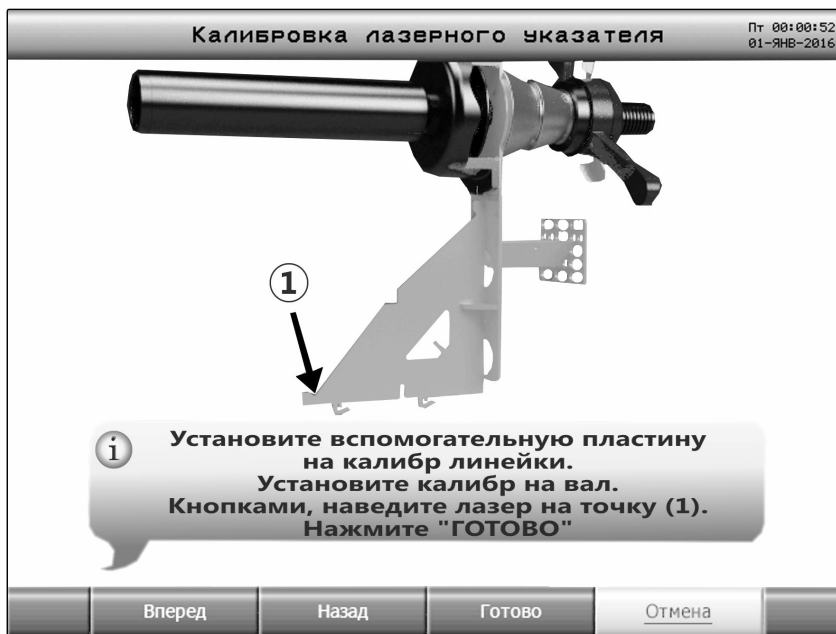 Калибровка лазерного указателя
Пт 00:00:52
01-ЯНВ-2016
1
i
Установите вспомогательную пластину
на калибр линейки.
Установите калибр на вал.
Кнопками, наведите лазер на точку (1).
Нажмите "ГОТОВО"
Вперед
Назад
Готово
Отмена